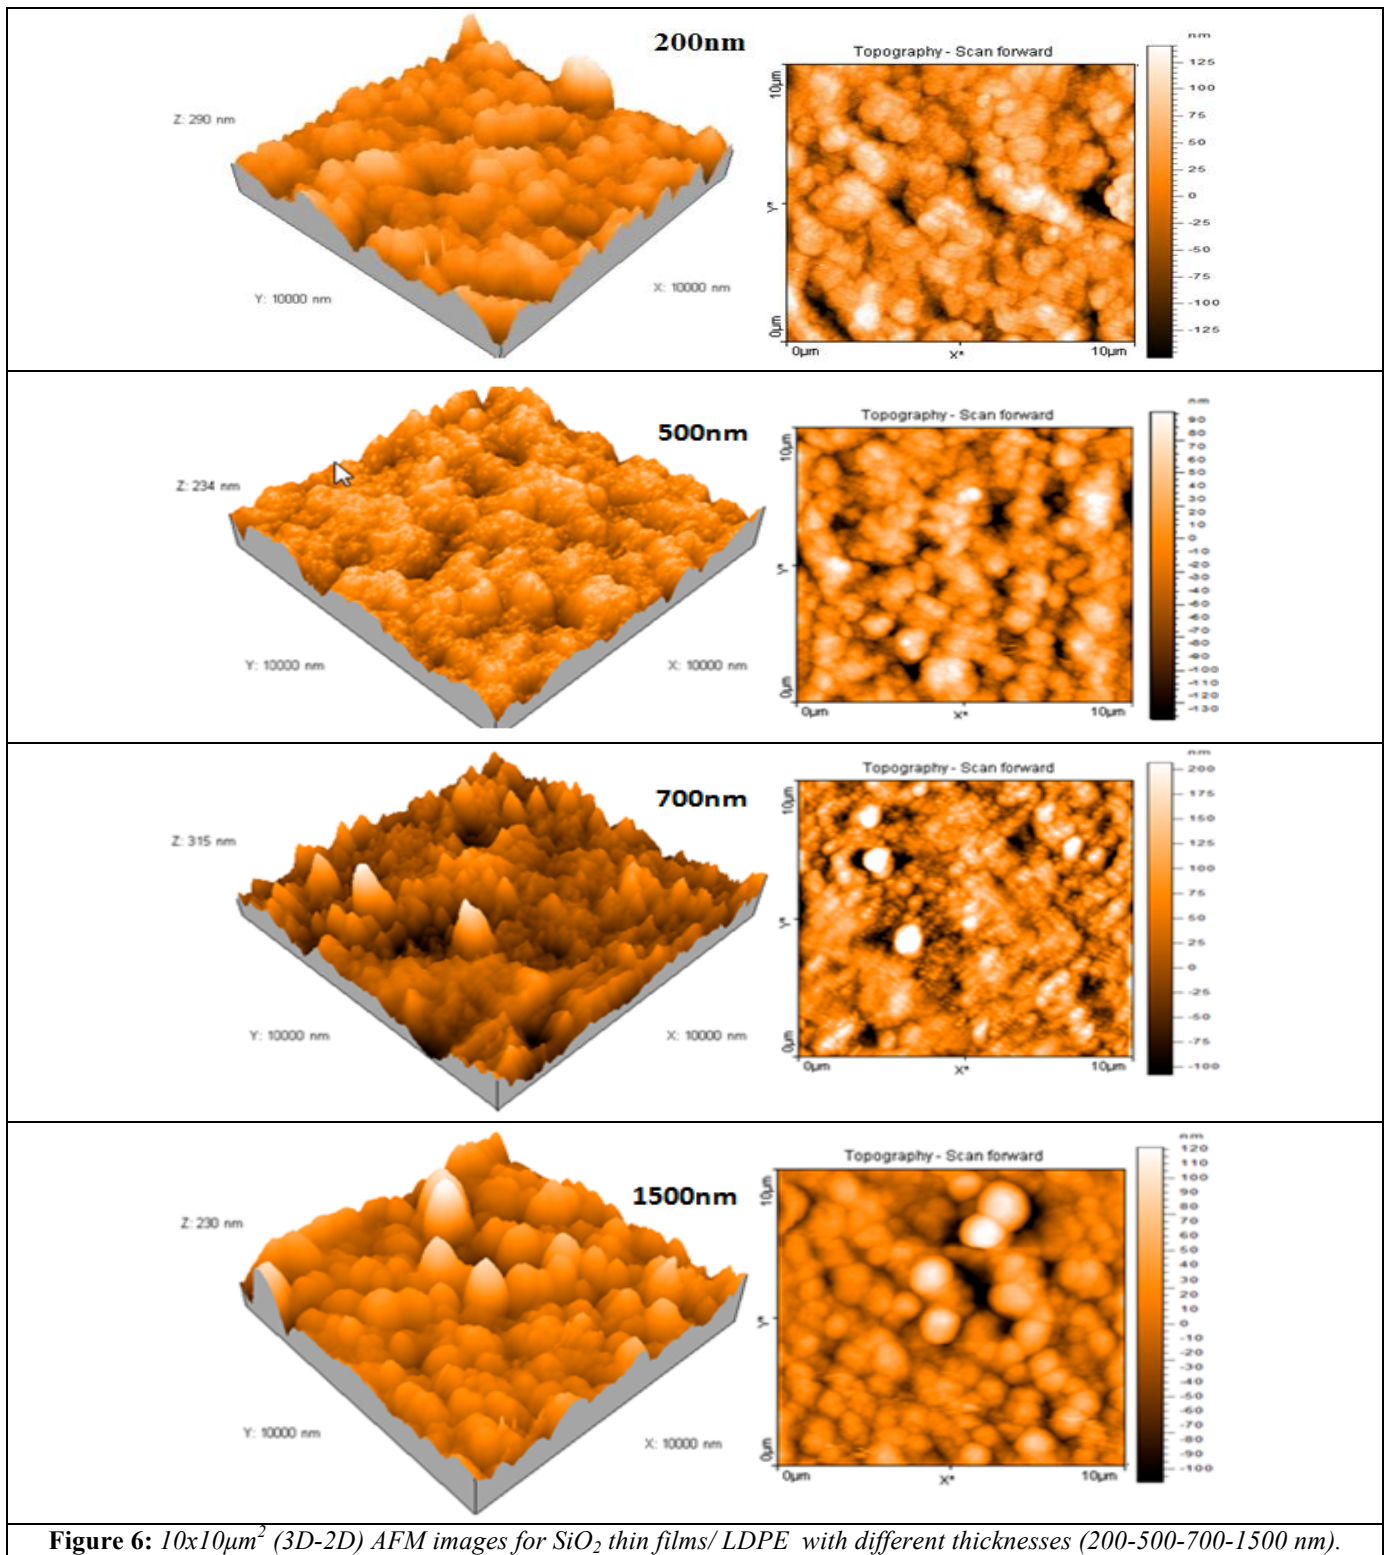 200nm
Z: 290 nm
Y: 10000 nm
X: 10000 nm
Topography - Scan forward
nm
10µm
Y*
0µm
0µm
X*
10µm
125
100
75
50
25
0
-25
-50
-75
-100
-125
500nm
Z: 234 nm
Y: 10000 nm
X: 10000 nm
Topography - Scan forward
nm
10µm
Y*
0µm
0µm
X*
10µm
90
80
70
60
50
40
30
20
10
0
-10
-20
-30
-40
-50
-60
-70
-80
-90
-100
-110
-120
-130
700nm
Z: 315 nm
Y: 10000 nm
X: 10000 nm
Topography - Scan forward
nm
10µm
Y*
0µm
0µm
X*
10µm
200
175
150
125
100
75
50
25
0
-25
-50
-75
-100
1500nm
Z: 230 nm
Y: 10000 nm
X: 10000 nm
Topography - Scan forward
nm
10µm
Y*
0µm
0µm
X*
10µm
120
110
100
90
80
70
60
50
40
30
20
10
0
-10
-20
-30
-40
-50
-60
-70
-80
-90
-100
Figure 6: 10x10µm² (3D-2D) AFM images for SiO₂ thin films/ LDPE with different thicknesses (200-500-700-1500 nm).